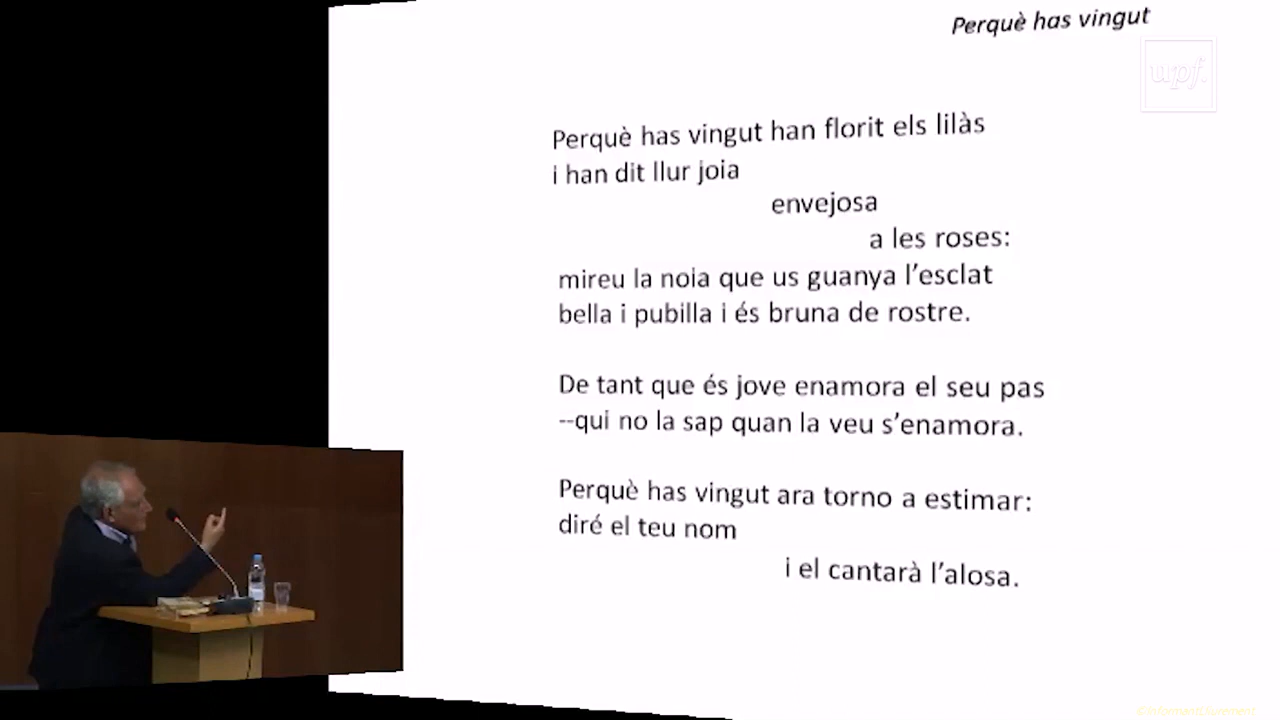 Perquè has vingut
upf.
Perquè has vingut han florit els lilàs
i han dit llur joia
envejosa
a les roses:
mireu la noia que us guanya l'esclat
bella i pubilla i és bruna de rostre.
De tant que és jove enamora el seu pas
--qui no la sap quan la veu s'enamora.
Perquè has vingut ara torno a estimar:
diré el teu nom
i el cantarà l'alosa.